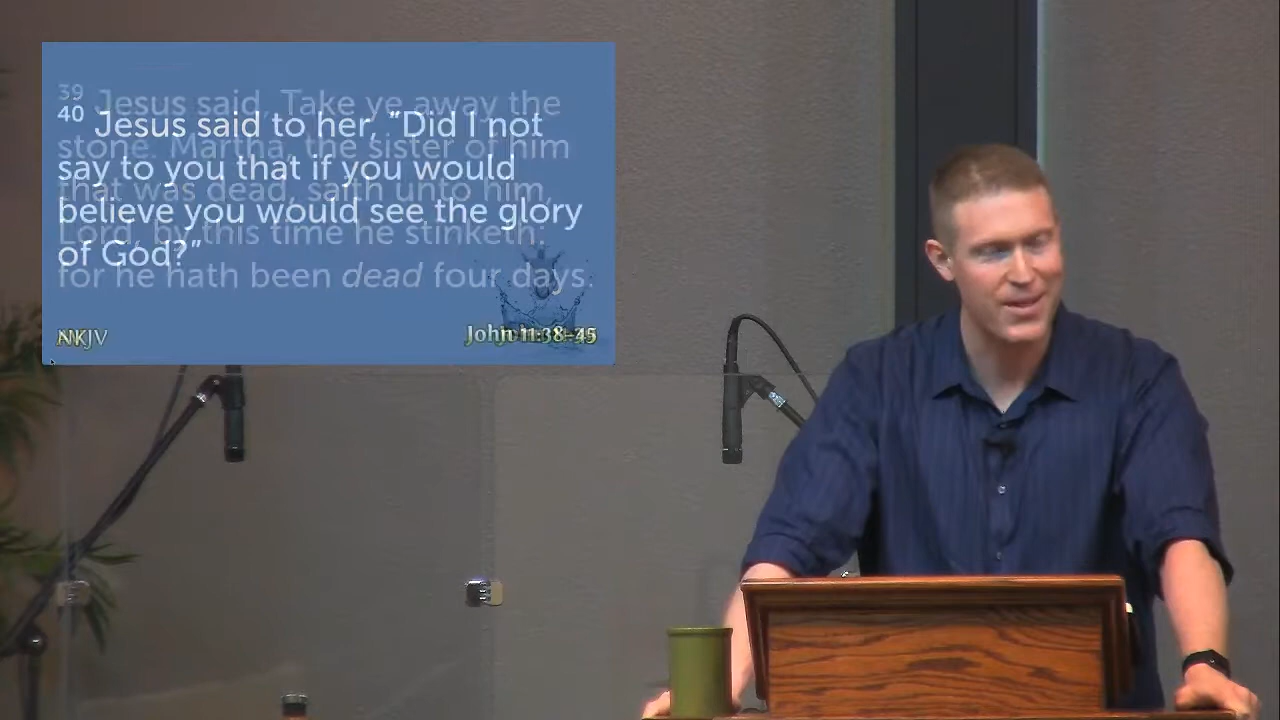 39 Jesus said, Take ye away the
stone. Martha, the sister of him
that was dead, saith unto him,
Lord, by this time he stinketh:
for he hath been dead four days.
40 Jesus said to her, “Did I not
say to you that if you would
believe you would see the glory
of God?”
NKJV
John 11:38-45